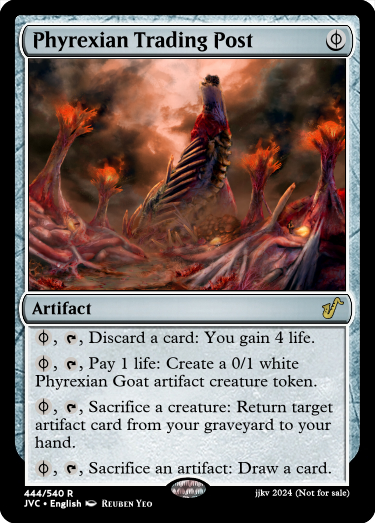 Phyrexian Trading Post
Artifact
, , Discard a card: You gain 4 life.
, , Pay 1 life: Create a 0/1 white
Phyrexian Goat artifact creature token.
, , Sacrifice a creature: Return target
artifact card from your graveyard to your
hand.
, , Sacrifice an artifact: Draw a card.
444/540 R
JVC • English Reuben Yeo
jjkv 2024 (Not for sale)